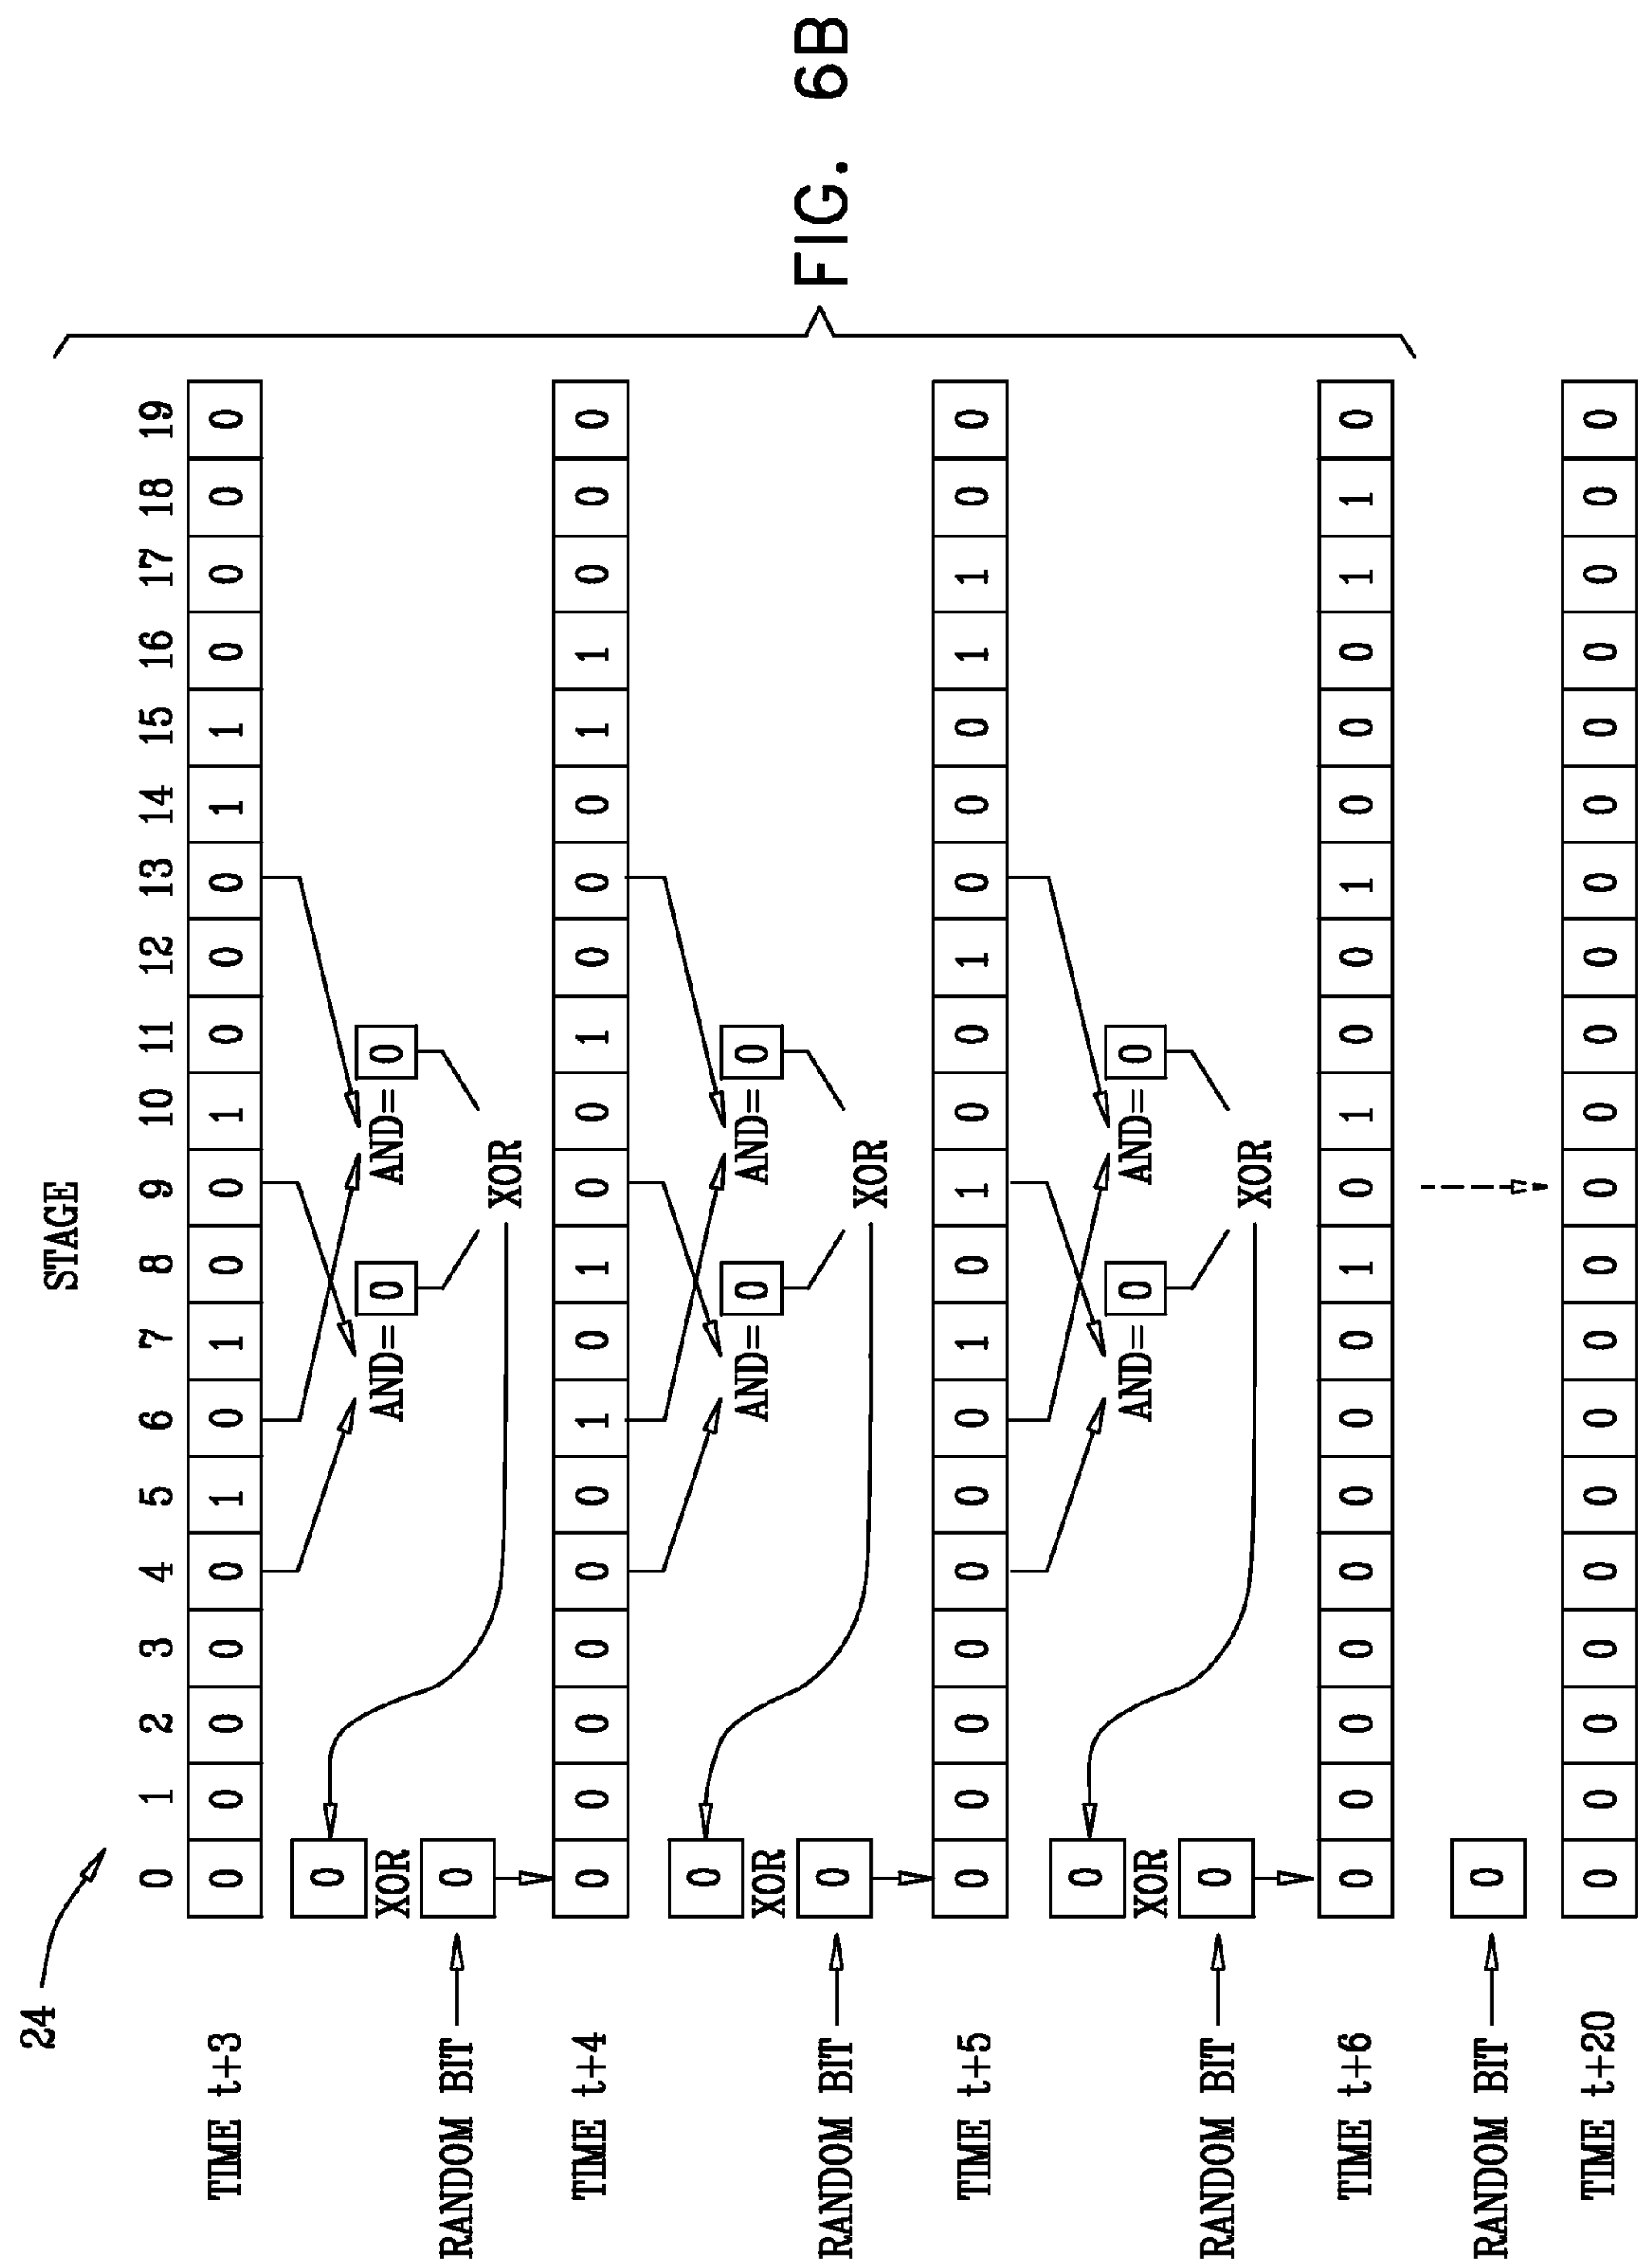 24
STAGE
0 1 2 3 4 5 6 7 8 9 10 11 12 13 14 15 16 17 18 19
TIME t+3 0 0 0 0 0 1 0 1 0 0 1 0 0 0 1 1 0 0 0 0
0
XOR
AND= 0 AND= 0
RANDOM BIT 0
XOR
TIME t+4 0 0 0 0 0 0 1 0 1 0 0 1 0 0 0 1 1 0 0 0
0
XOR
AND= 0 AND= 0
RANDOM BIT 0
XOR
TIME t+5 0 0 0 0 0 0 0 1 0 1 0 0 1 0 0 0 1 1 0 0
0
XOR
AND= 0 AND= 0
RANDOM BIT 0
XOR
TIME t+6 0 0 0 0 0 0 0 0 1 0 1 0 0 1 0 0 0 1 1 0
RANDOM BIT 0
TIME t+20 0 0 0 0 0 0 0 0 0 0 0 0 0 0 0 0 0 0 0 0
FIG. 6B